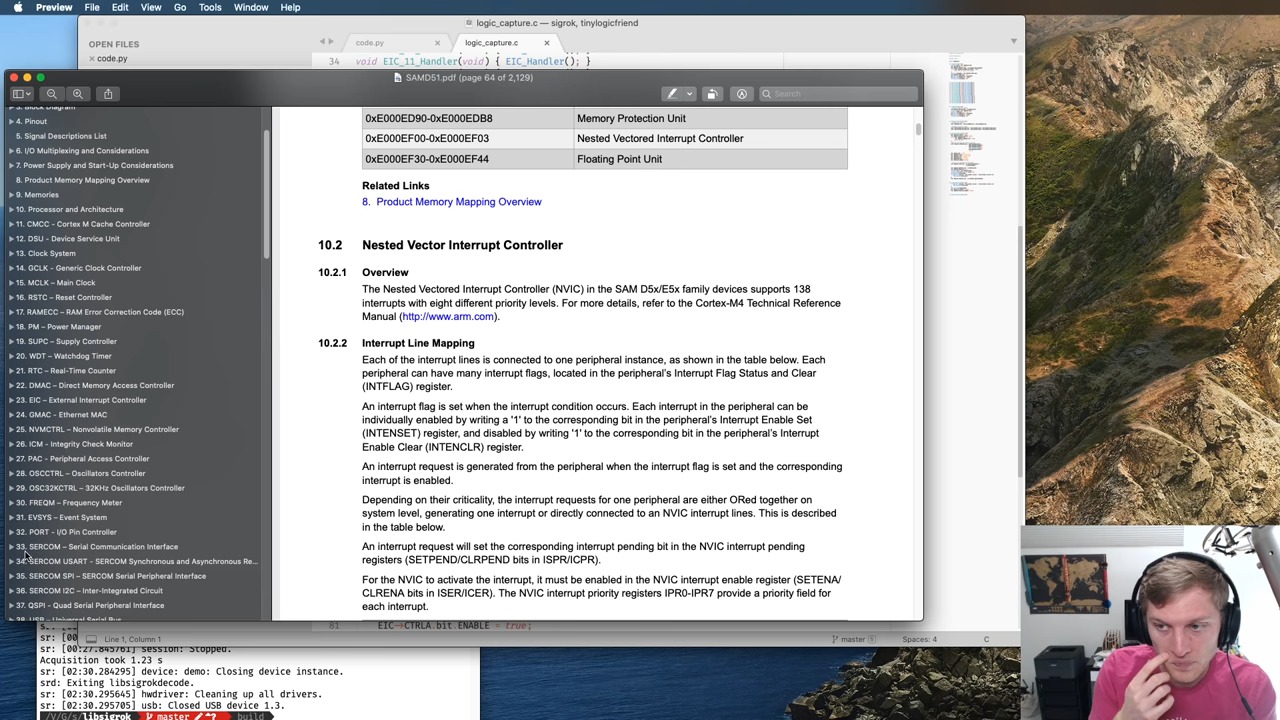 Preview File Edit View Go Tools Window Help
logic_capture.c — sigrok, tinylogicfriend
OPEN FILES
× code.py
code.py ×
logic_capture.c ×
34 void EIC_11_Handler(void) { EIC_Handler(); }
SAMD51.pdf (page 64 of 2,129)
Search
3. Block Diagram
4. Pinout
5. Signal Descriptions List
6. I/O Multiplexing and Considerations
7. Power Supply and Start-Up Considerations
8. Product Memory Mapping Overview
9. Memories
10. Processor and Architecture
11. CMCC - Cortex M Cache Controller
12. DSU - Device Service Unit
13. Clock System
14. GCLK - Generic Clock Controller
15. MCLK – Main Clock
16. RSTC – Reset Controller
17. RAMECC – RAM Error Correction Code (ECC)
18. PM – Power Manager
19. SUPC – Supply Controller
20. WDT – Watchdog Timer
21. RTC – Real-Time Counter
22. DMAC – Direct Memory Access Controller
23. EIC – External Interrupt Controller
24. GMAC - Ethernet MAC
25. NVMCTRL – Nonvolatile Memory Controller
26. ICM - Integrity Check Monitor
27. PAC - Peripheral Access Controller
28. OSCCTRL – Oscillators Controller
29. OSC32KCTRL – 32KHz Oscillators Controller
30. FREQM – Frequency Meter
31. EVSYS – Event System
32. PORT - I/O Pin Controller
33. SERCOM – Serial Communication Interface
34. SERCOM USART - SERCOM Synchronous and Asynchronous Re...
35. SERCOM SPI – SERCOM Serial Peripheral Interface
36. SERCOM I2C – Inter-Integrated Circuit
37. QSPI - Quad Serial Peripheral Interface
38. USB – Universal Serial Bus
0xE000ED90-0xE000EDB8 Memory Protection Unit
0xE000EF00-0xE000EF03 Nested Vectored Interrupt Controller
0xE000EF30-0xE000EF44 Floating Point Unit
Related Links
8. Product Memory Mapping Overview
10.2 Nested Vector Interrupt Controller
10.2.1 Overview
The Nested Vectored Interrupt Controller (NVIC) in the SAM D5x/E5x family devices supports 138
interrupts with eight different priority levels. For more details, refer to the Cortex-M4 Technical Reference
Manual (http://www.arm.com).
10.2.2 Interrupt Line Mapping
Each of the interrupt lines is connected to one peripheral instance, as shown in the table below. Each
peripheral can have many interrupt flags, located in the peripheral's Interrupt Flag Status and Clear
(INTFLAG) register.
An interrupt flag is set when the interrupt condition occurs. Each interrupt in the peripheral can be
individually enabled by writing a '1' to the corresponding bit in the peripheral's Interrupt Enable Set
(INTENSET) register, and disabled by writing '1' to the corresponding bit in the peripheral's Interrupt
Enable Clear (INTENCLR) register.
An interrupt request is generated from the peripheral when the interrupt flag is set and the corresponding
interrupt is enabled.
Depending on their criticality, the interrupt requests for one peripheral are either ORed together on
system level, generating one interrupt or directly connected to an NVIC interrupt lines. This is described
in the table below.
An interrupt request will set the corresponding interrupt pending bit in the NVIC interrupt pending
registers (SETPEND/CLRPEND bits in ISPR/ICPR).
For the NVIC to activate the interrupt, it must be enabled in the NVIC interrupt enable register (SETENA/
CLRENA bits in ISER/ICER). The NVIC interrupt priority registers IPR0-IPR7 provide a priority field for
each interrupt.
81 EIC->CTRLA.bit.ENABLE = true;
Line 1, Column 1
master 5
Spaces: 4
C
sr: [00:27.845761] session: Stopped.
Acquisition took 1.23 s
sr: [02:30.284295] device: demo: Closing device instance.
srd: Exiting libsigrokdecode.
sr: [02:30.295645] hwdriver: Cleaning up all drivers.
sr: [02:30.295705] usb: Closed USB device 1.3.
/V/G/s/libsigrok master build